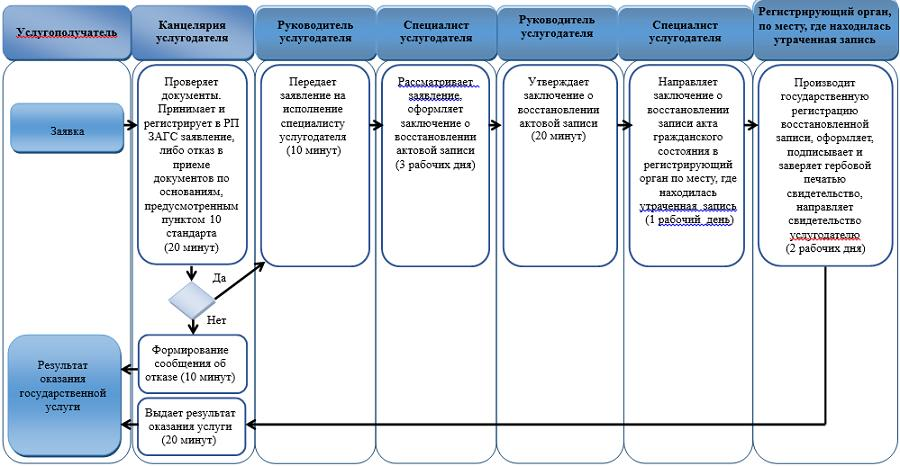 Услугополучатель
Канцелярия
услугодателя
Руководитель
услугодателя
Специалист
услугодателя
Руководитель
услугодателя
Специалист
услугодателя
Регистрирующий орган,
по месту, где находилась
утраченная запись
Заявка
Проверяет
документы.
Принимает и
регистрирует в РП
ЗАГС заявление,
либо отказ в
приеме
документов по
основаниям,
предусмотренным
пунктом 10
стандарта
(20 минут)
Передает
заявление на
исполнение
специалисту
услугодателя
(10 минут)
Рассматривает
заявление,
оформляет
заключение о
восстановлении
актовой записи
(3 рабочих дня)
Утверждает
заключение о
восстановлении
актовой записи
(20 минут)
Направляет
заключение о
восстановлении
записи акта
гражданского
состояния в
регистрирующий
орган по месту, где
находилась
утраченная запись
(1 рабочий день)
Производит
государственную
регистрацию
восстановленной
записи, оформляет,
подписывает и
заверяет гербовой
печатью
свидетельство,
направляет
свидетельство
услугодателю
(2 рабочих дня)
Да
Нет
Результат
оказания
государственной
услуги
Формирование
сообщения об
отказе (10 минут)
Выдает результат
оказания услуги
(20 минут)